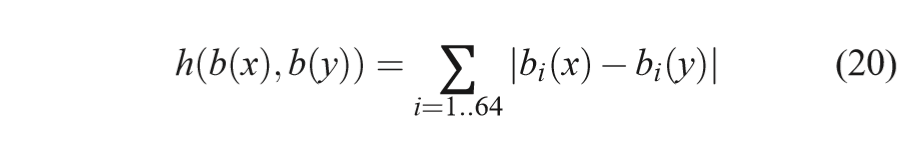 h(b(x), b(y)) = ∑ |b_i(x) − b_i(y)| (20)
i=1..64